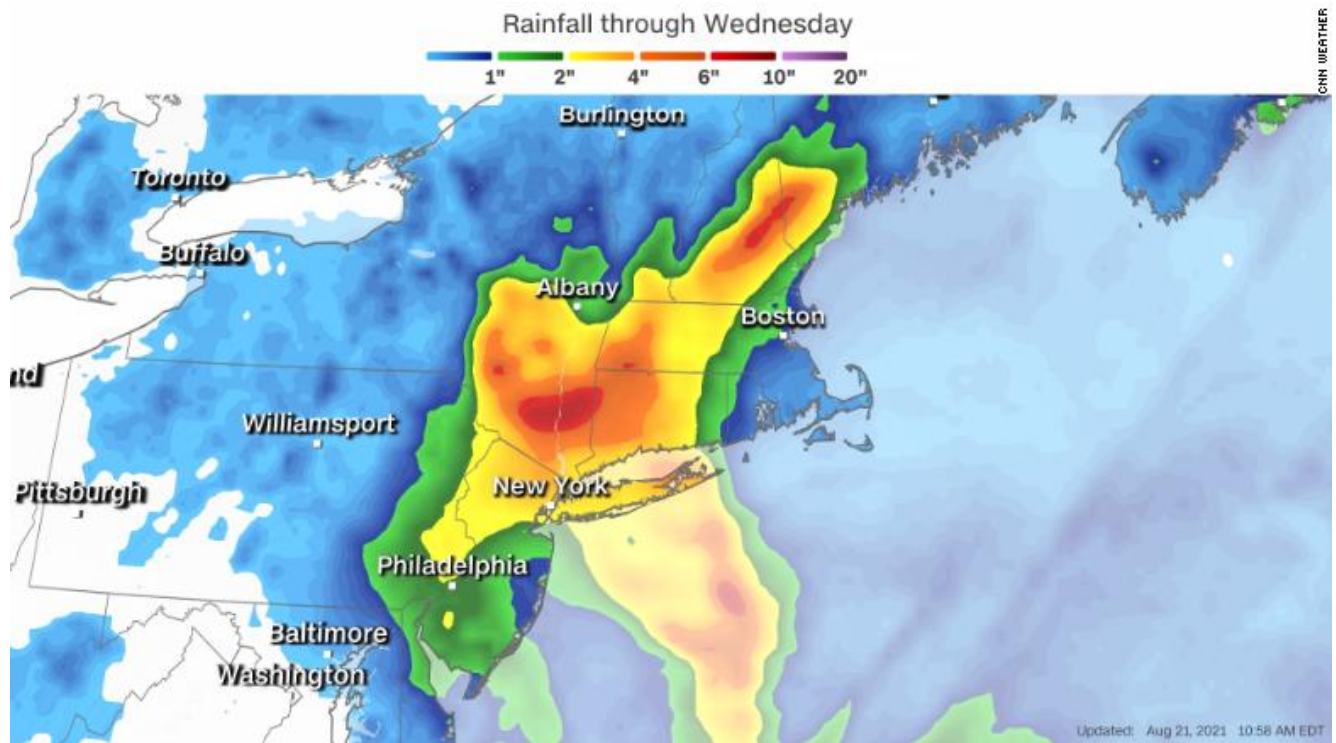 Rainfall through Wednesday
1" 2" 4" 6" 10" 20"
CNN WEATHER
Burlington
Toronto
Buffalo
Albany
Boston
nd
Williamsport
New York
Pittsburgh
Philadelphia
Baltimore
Washington
Updated: Aug 21, 2021 10:58 AM EDT